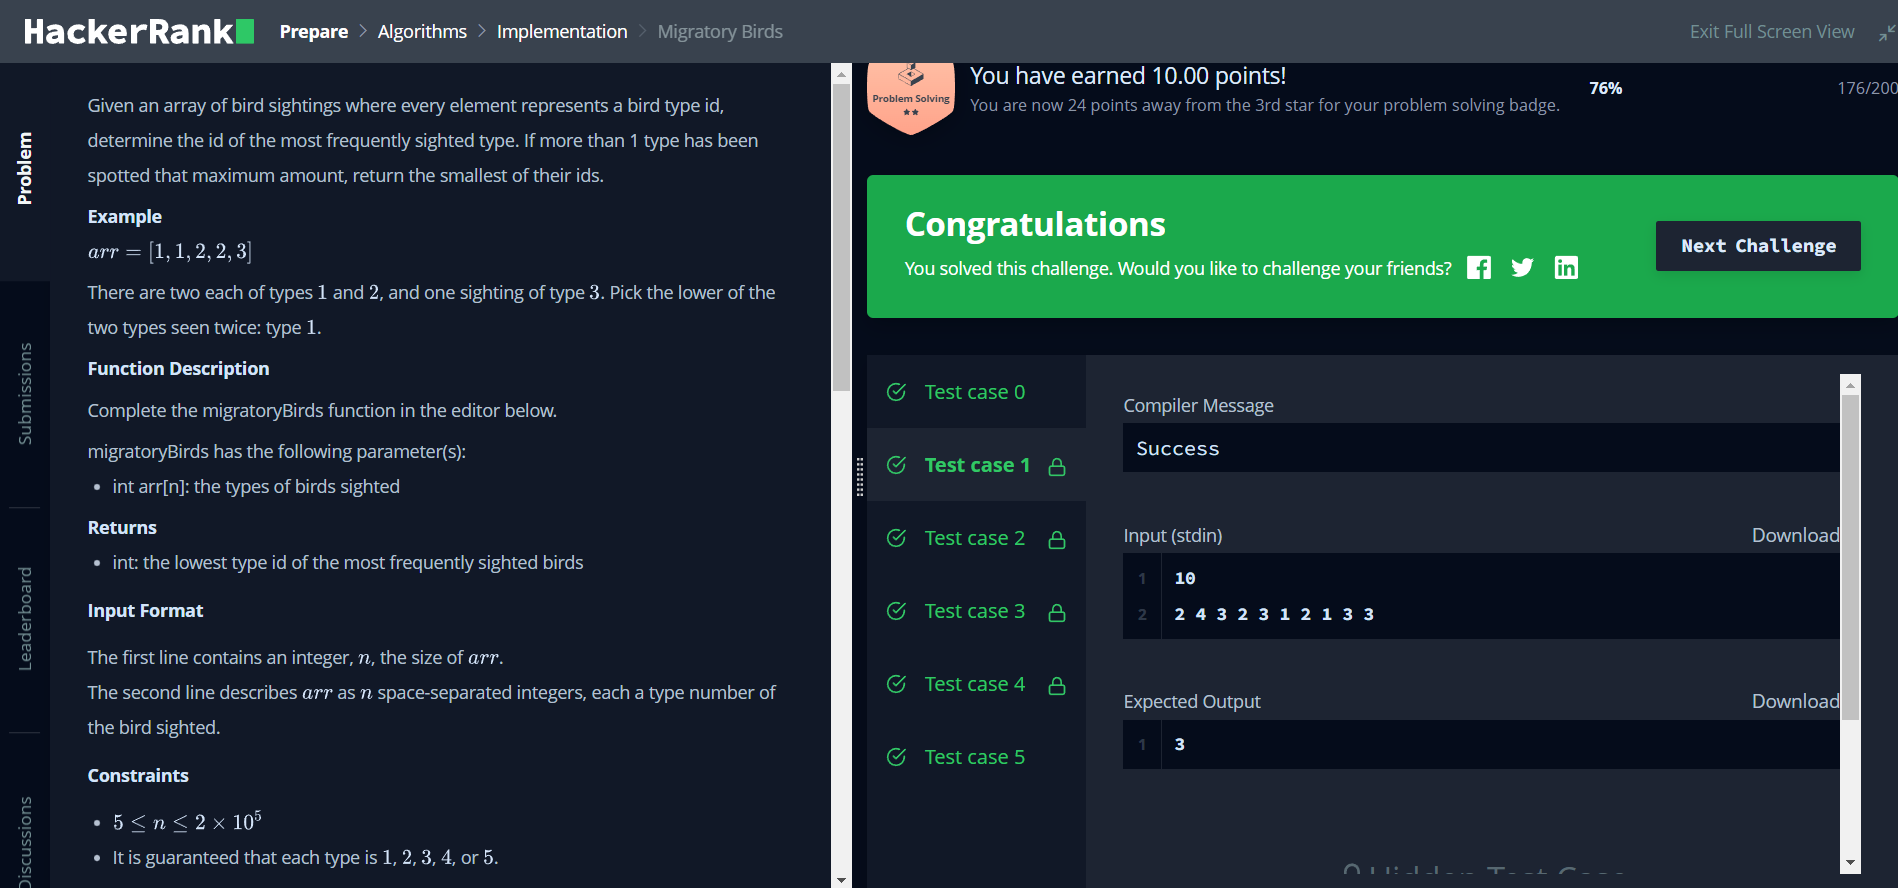 HackerRank Prepare > Algorithms > Implementation > Migratory Birds Exit Full Screen View
Problem
Submissions
Leaderboard
Discussions
Given an array of bird sightings where every element represents a bird type id,
determine the id of the most frequently sighted type. If more than 1 type has been
spotted that maximum amount, return the smallest of their ids.
Example
arr = [1, 1, 2, 2, 3]
There are two each of types 1 and 2, and one sighting of type 3. Pick the lower of the
two types seen twice: type 1.
Function Description
Complete the migratoryBirds function in the editor below.
migratoryBirds has the following parameter(s):
• int arr[n]: the types of birds sighted
Returns
• int: the lowest type id of the most frequently sighted birds
Input Format
The first line contains an integer, n, the size of arr.
The second line describes arr as n space-separated integers, each a type number of
the bird sighted.
Constraints
• 5 ≤ n ≤ 2 × 10⁵
• It is guaranteed that each type is 1, 2, 3, 4, or 5.
Problem Solving
You have earned 10.00 points!
You are now 24 points away from the 3rd star for your problem solving badge.
76% 176/200
Congratulations
You solved this challenge. Would you like to challenge your friends?
Next Challenge
Test case 0
Test case 1
Test case 2
Test case 3
Test case 4
Test case 5
Compiler Message
Success
Input (stdin) Download
1 10
2 2 4 3 2 3 1 2 1 3 3
Expected Output Download
1 3
Hidden Test Case